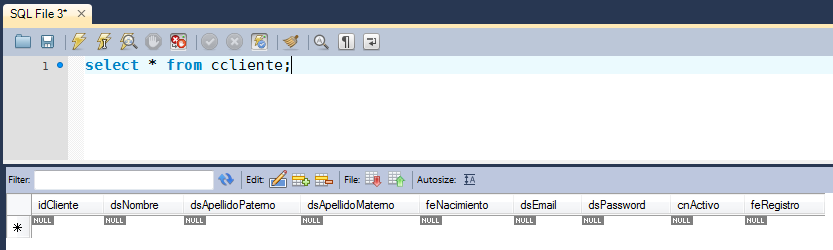 SQL File 3*
1 select * from ccliente;
Filter: Edit: File: Autosize:
idCliente dsNombre dsApellidoPaterno dsApellidoMaterno feNacimiento dsEmail dsPassword cnActivo feRegistro
NULL NULL NULL NULL NULL NULL NULL NULL NULL